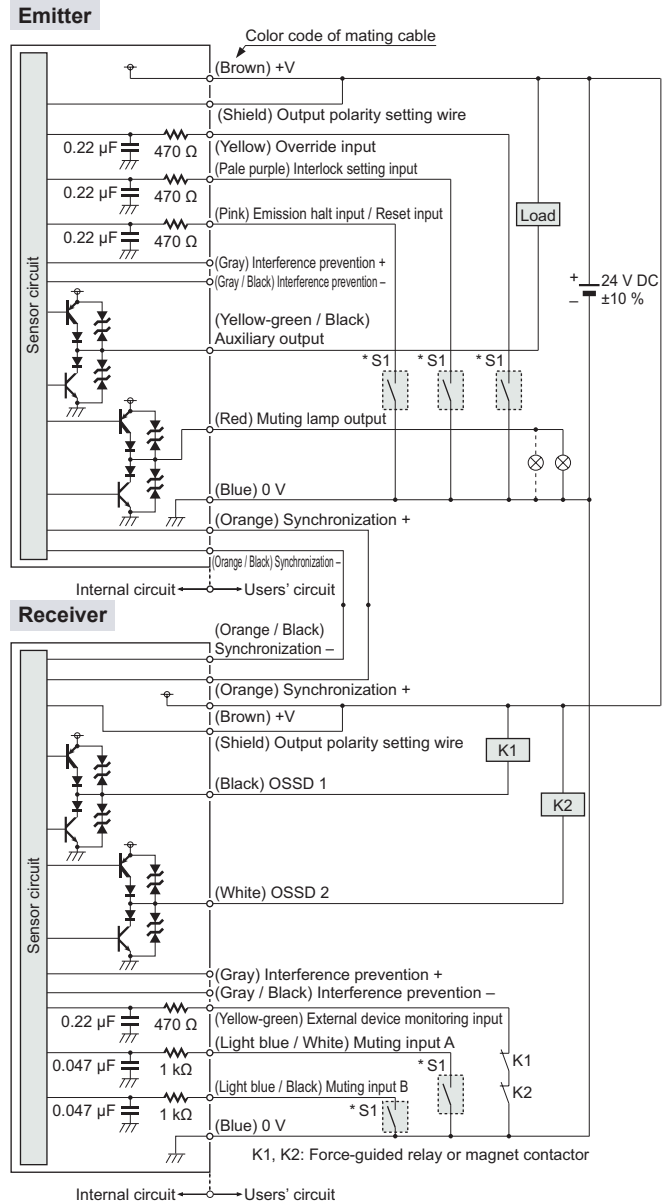 Emitter
Color code of mating cable
(Brown) +V
(Shield) Output polarity setting wire
0.22 µF
470 Ω
(Yellow) Override input
(Pale purple) Interlock setting input
0.22 µF
470 Ω
(Pink) Emission halt input / Reset input
0.22 µF
470 Ω
Load
(Gray) Interference prevention +
(Gray / Black) Interference prevention –
+
–
24 V DC
±10 %
Sensor circuit
(Yellow-green / Black)
Auxiliary output
* S1
* S1
* S1
(Red) Muting lamp output
(Blue) 0 V
(Orange) Synchronization +
(Orange / Black) Synchronization –
Internal circuit
Users' circuit
Receiver
(Orange / Black)
Synchronization –
(Orange) Synchronization +
(Brown) +V
(Shield) Output polarity setting wire
K1
(Black) OSSD 1
K2
Sensor circuit
(White) OSSD 2
(Gray) Interference prevention +
(Gray / Black) Interference prevention –
0.22 µF
470 Ω
(Yellow-green) External device monitoring input
(Light blue / White) Muting input A
0.047 µF
1 kΩ
* S1
K1
(Light blue / Black) Muting input B
K2
0.047 µF
1 kΩ
* S1
(Blue) 0 V
K1, K2: Force-guided relay or magnet contactor
Internal circuit
Users' circuit